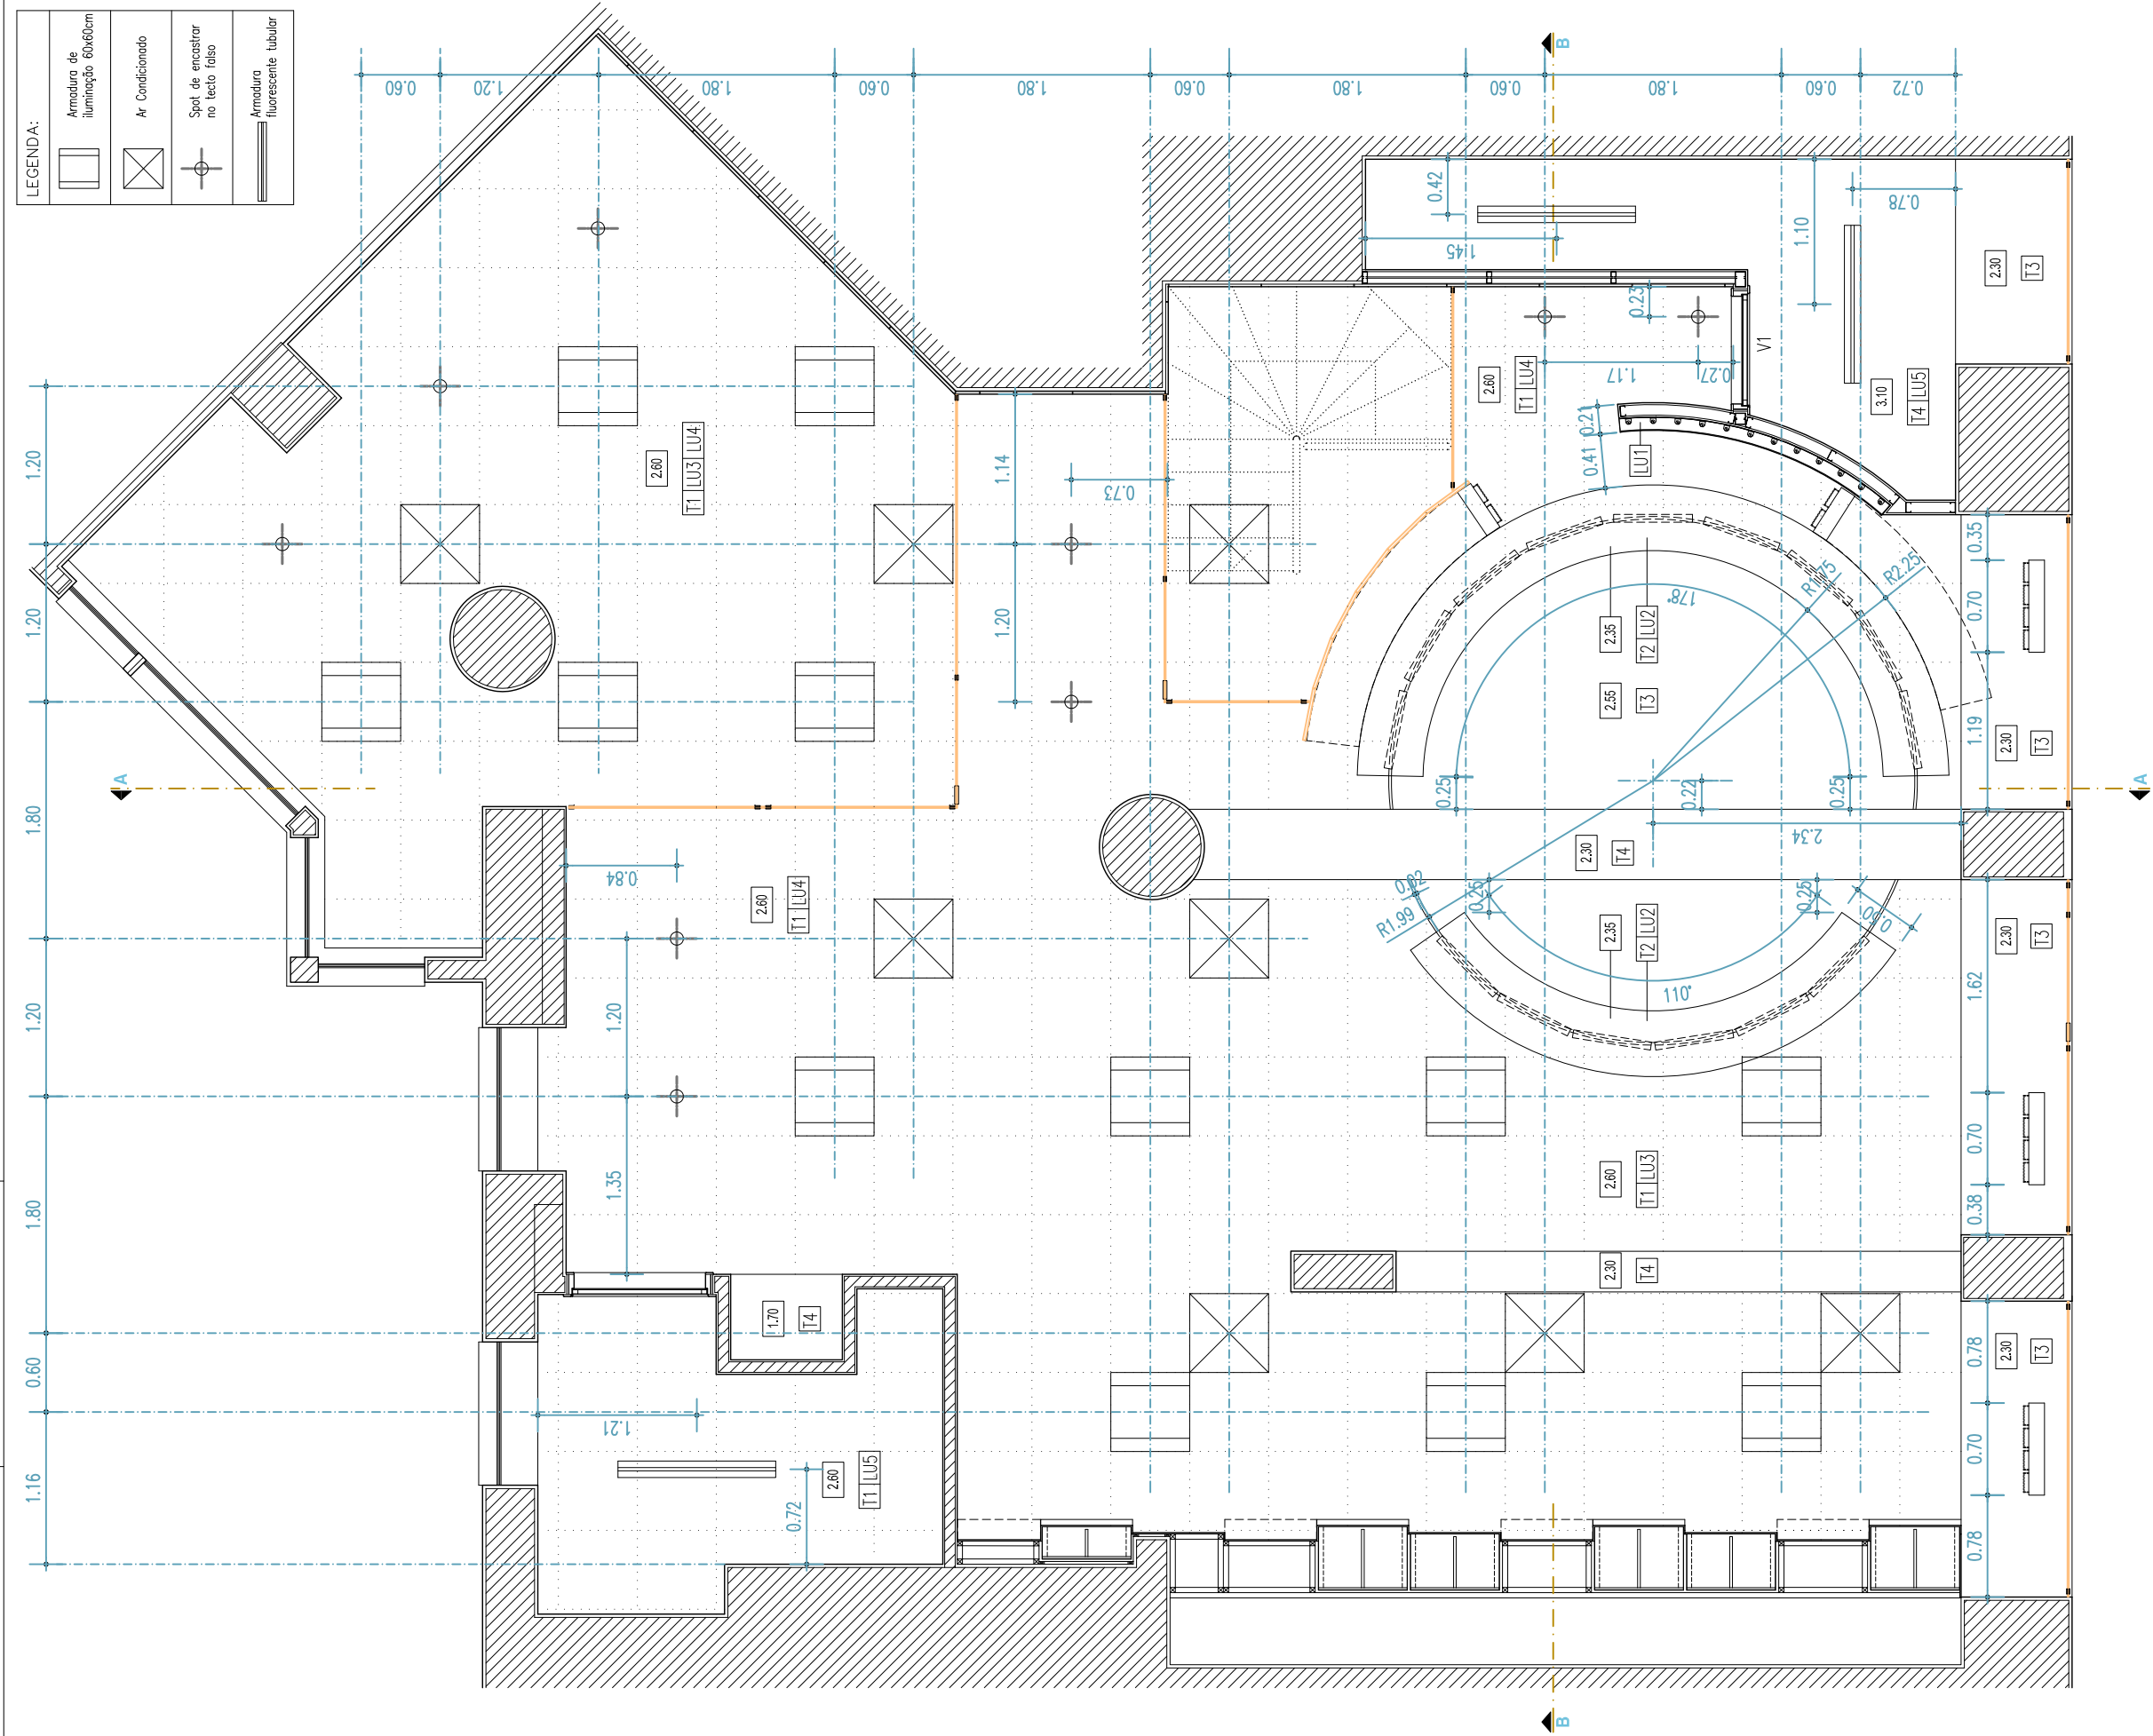 LEGENDA:
Armadura de
iluminação 60x60cm
Ar Condicionado
Spot de encastrar
no tecto falso
Armadura
fluorescente tubular
0.60
1.20
1.80
0.60
1.80
0.60
1.80
0.60
1.80
0.60
0.72
B
0.42
1.45
1.10
0.78
2.30
T3
0.23
V1
1.17
0.27
2.60
T1 LU4
3.10
T4 LU5
0.21
0.41
LU1
2.60
T1 LU3 LU4
1.14
0.73
1.20
1.20
1.20
1.80
1.20
1.80
0.60
1.16
R1.75
R2.25
178°
2.35
T2 LU2
2.55
T3
0.35
0.70
1.19
2.30
T3
A
A
0.25
0.22
0.25
2.34
2.30
T4
0.84
2.60
T1 LU4
0.02
R1.99
0.25
0.25
0.50
2.35
T2 LU2
110°
2.30
T3
1.62
1.20
1.35
0.70
0.38
2.60
T1 LU3
2.30
T4
1.70
T4
0.78
2.30
T3
1.21
0.72
2.60
T1 LU5
0.70
0.78
B